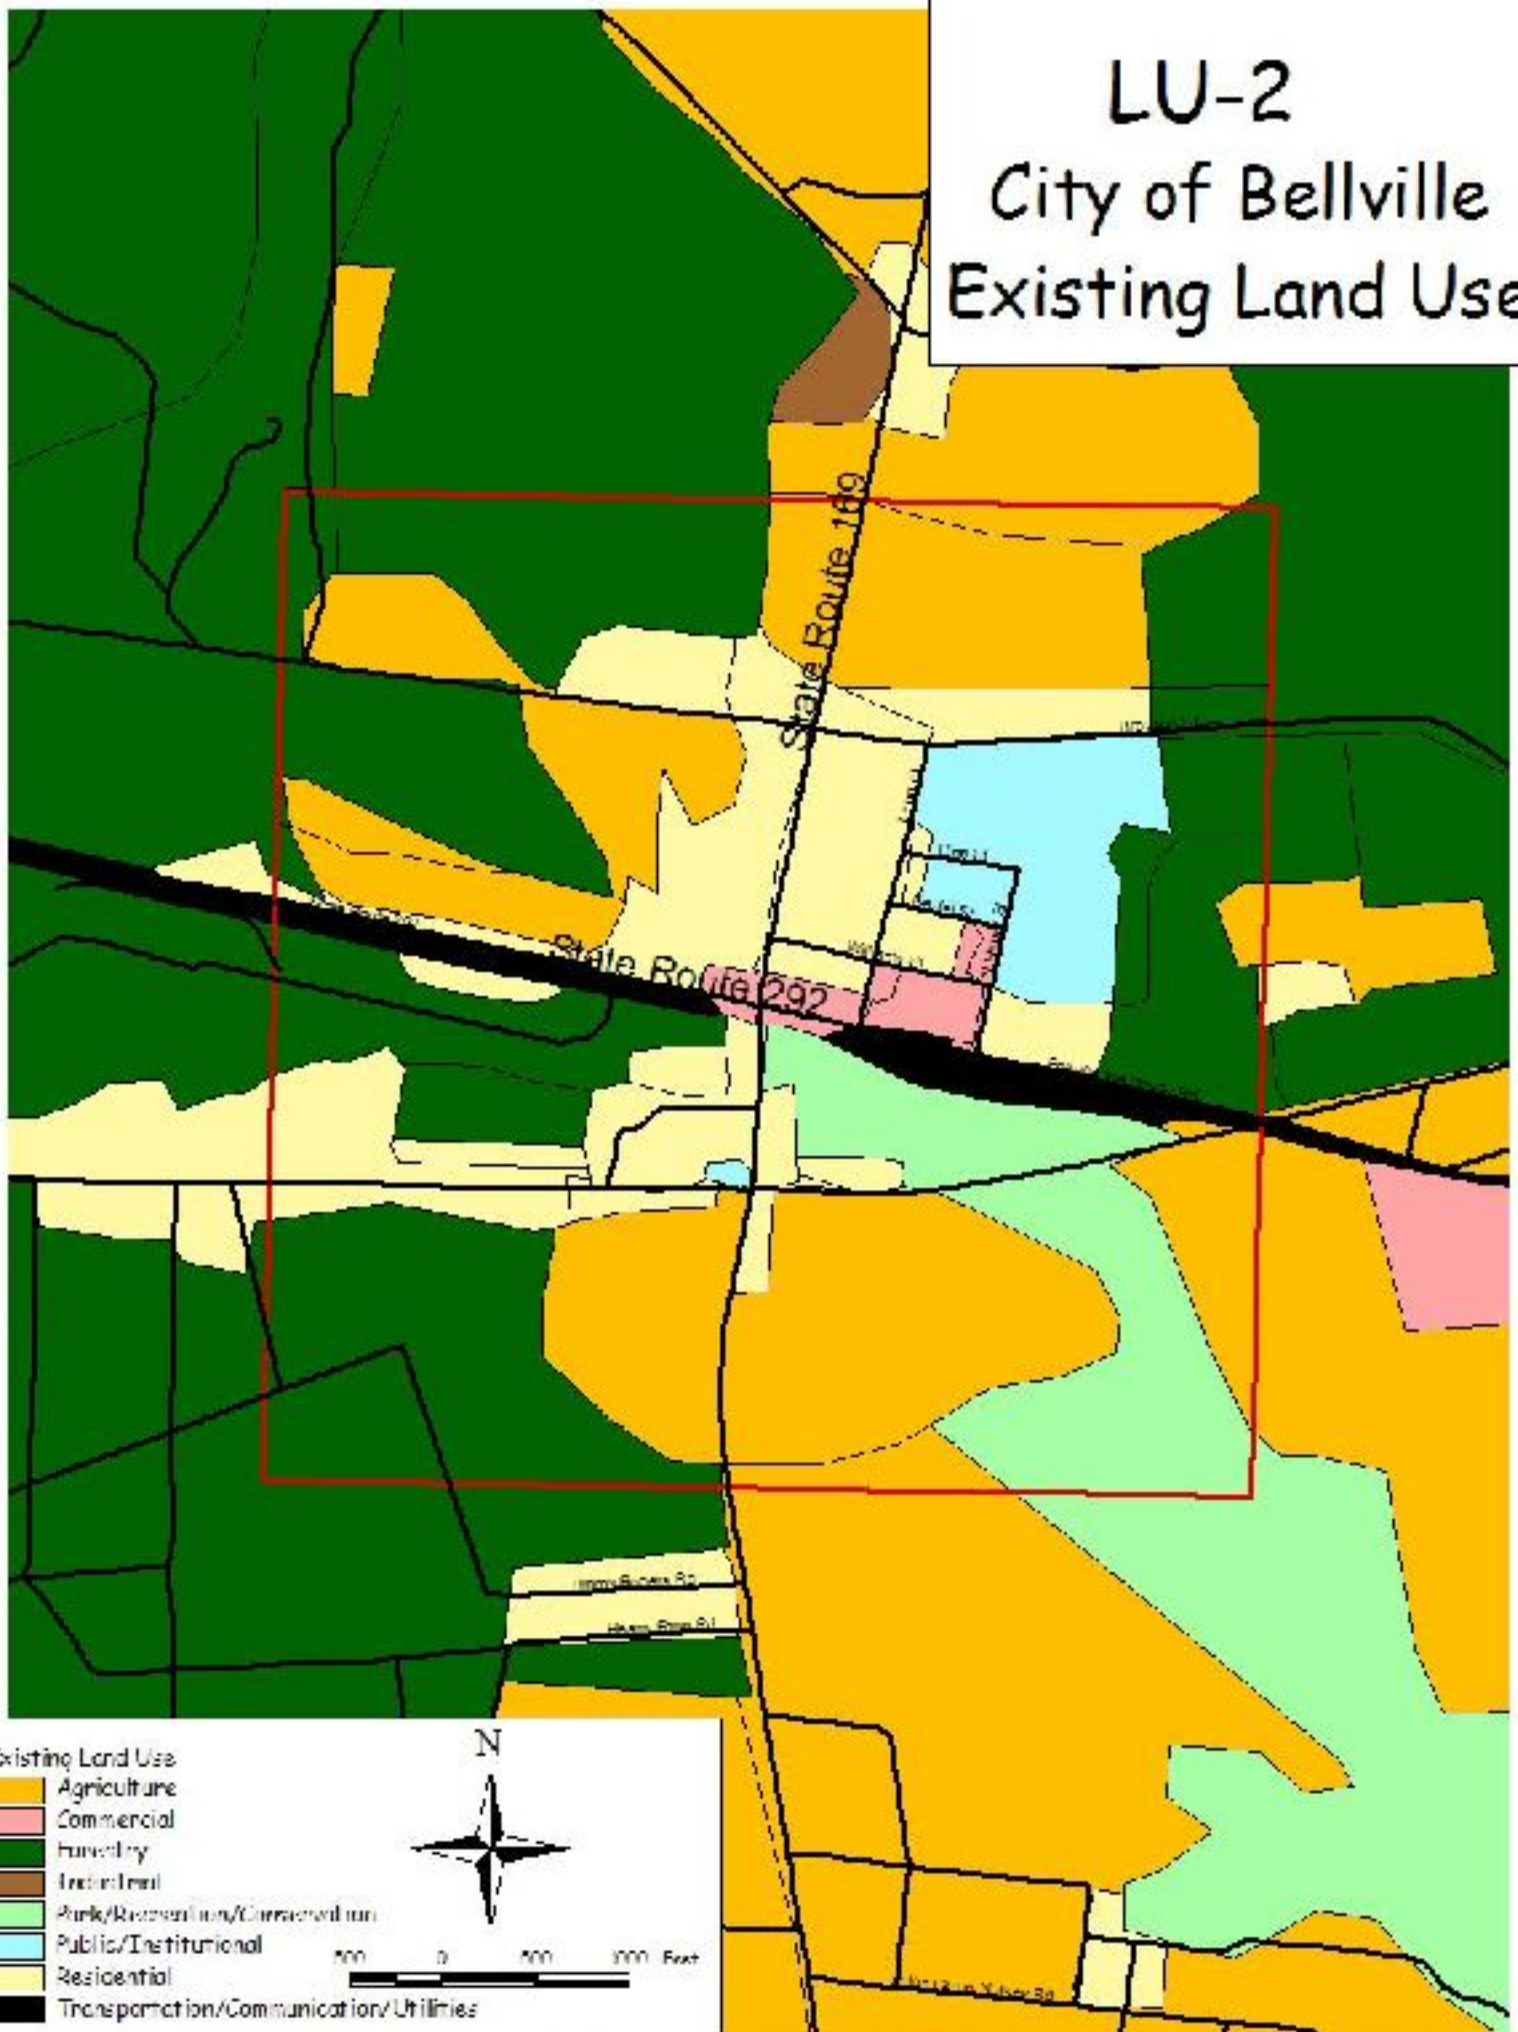 LU-2
City of Bellville
Existing Land Use
State Route 169
State Route 292
Existing Land Use
Agriculture
Commercial
Forestry
Industrial
Park/Recreation/Conservation
Public/Institutional
Residential
Transportation/Communication/Utilities
N
500 0 500 1000 Feet